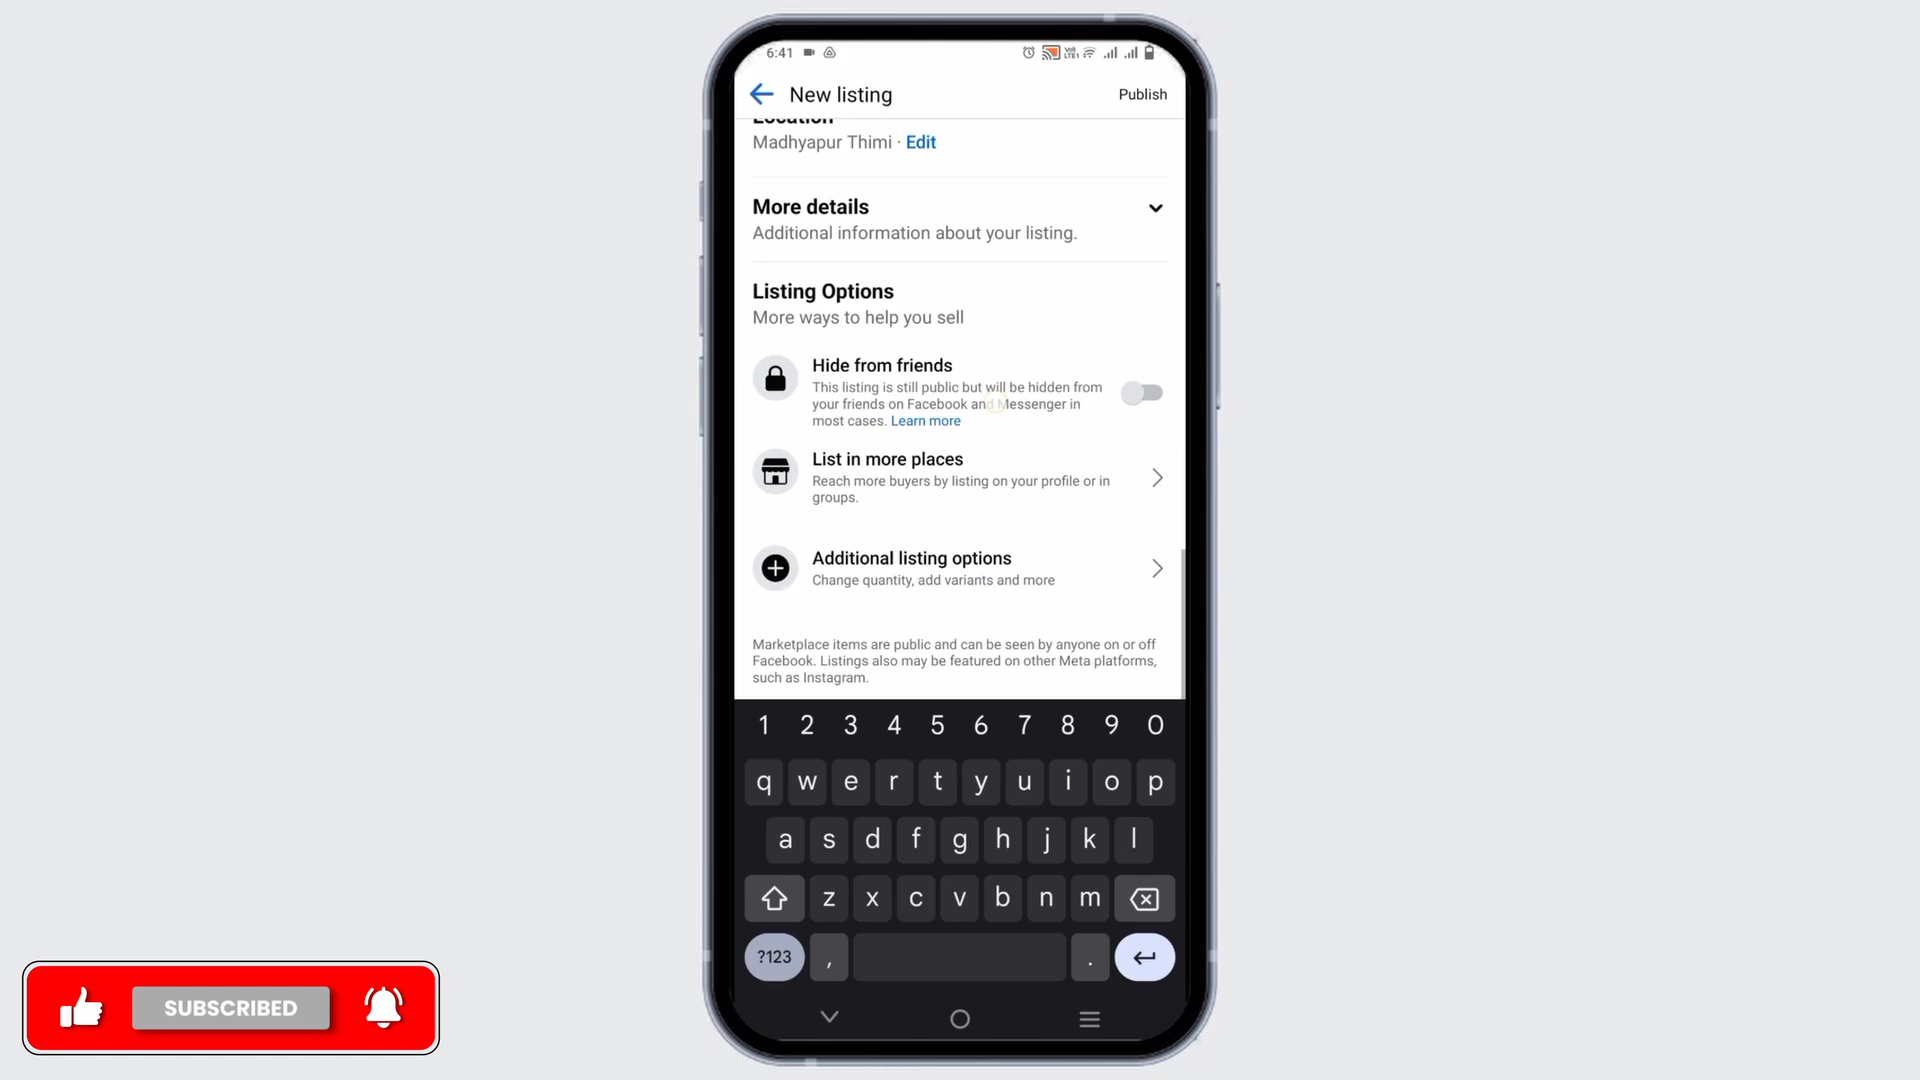 6:41
New listing
Publish
Location
Madhyapur Thimi · Edit
More details
Additional information about your listing.
Listing Options
More ways to help you sell
Hide from friends
This listing is still public but will be hidden from
your friends on Facebook and Messenger in
most cases. Learn more
List in more places
Reach more buyers by listing on your profile or in
groups.
Additional listing options
Change quantity, add variants and more
Marketplace items are public and can be seen by anyone on or off
Facebook. Listings also may be featured on other Meta platforms,
such as Instagram.
1 2 3 4 5 6 7 8 9 0
q w e r t y u i o p
a s d f g h j k l
z x c v b n m
?123 , .
SUBSCRIBED